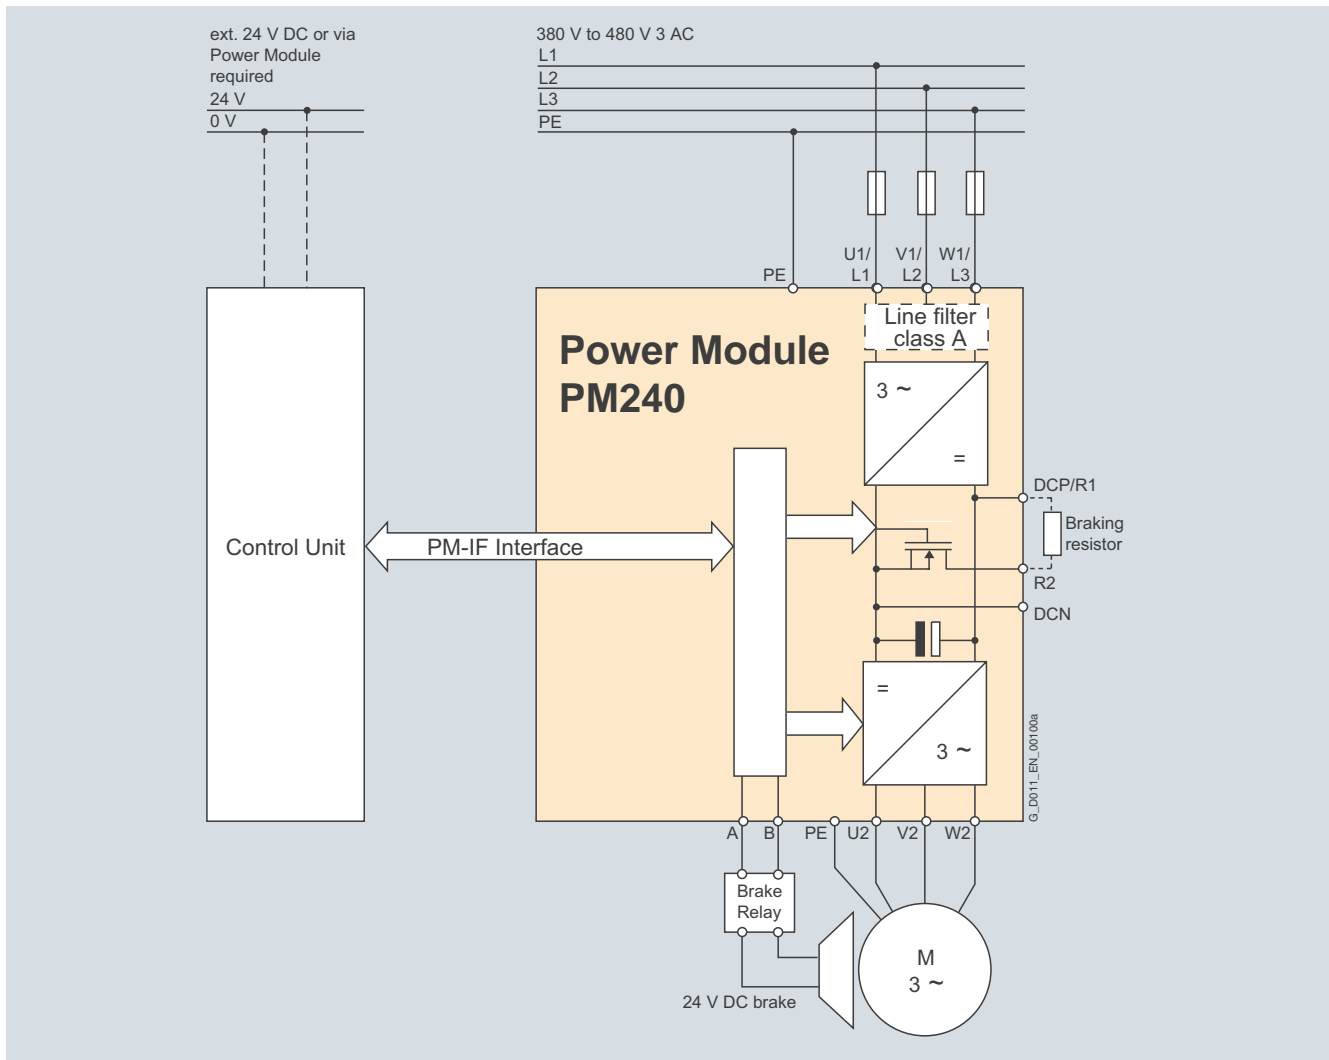 ext. 24 V DC or via
Power Module
required
24 V
0 V
380 V to 480 V 3 AC
L1
L2
L3
PE
PE
U1/
L1
V1/
L2
W1/
L3
Line filter
class A
Power Module
PM240
3 ~
=
DCP/R1
Braking
resistor
R2
DCN
Control Unit
PM-IF Interface
=
3 ~
G_D011_EN_00100a
A
B
PE
U2
V2
W2
Brake
Relay
M
3 ~
24 V DC brake